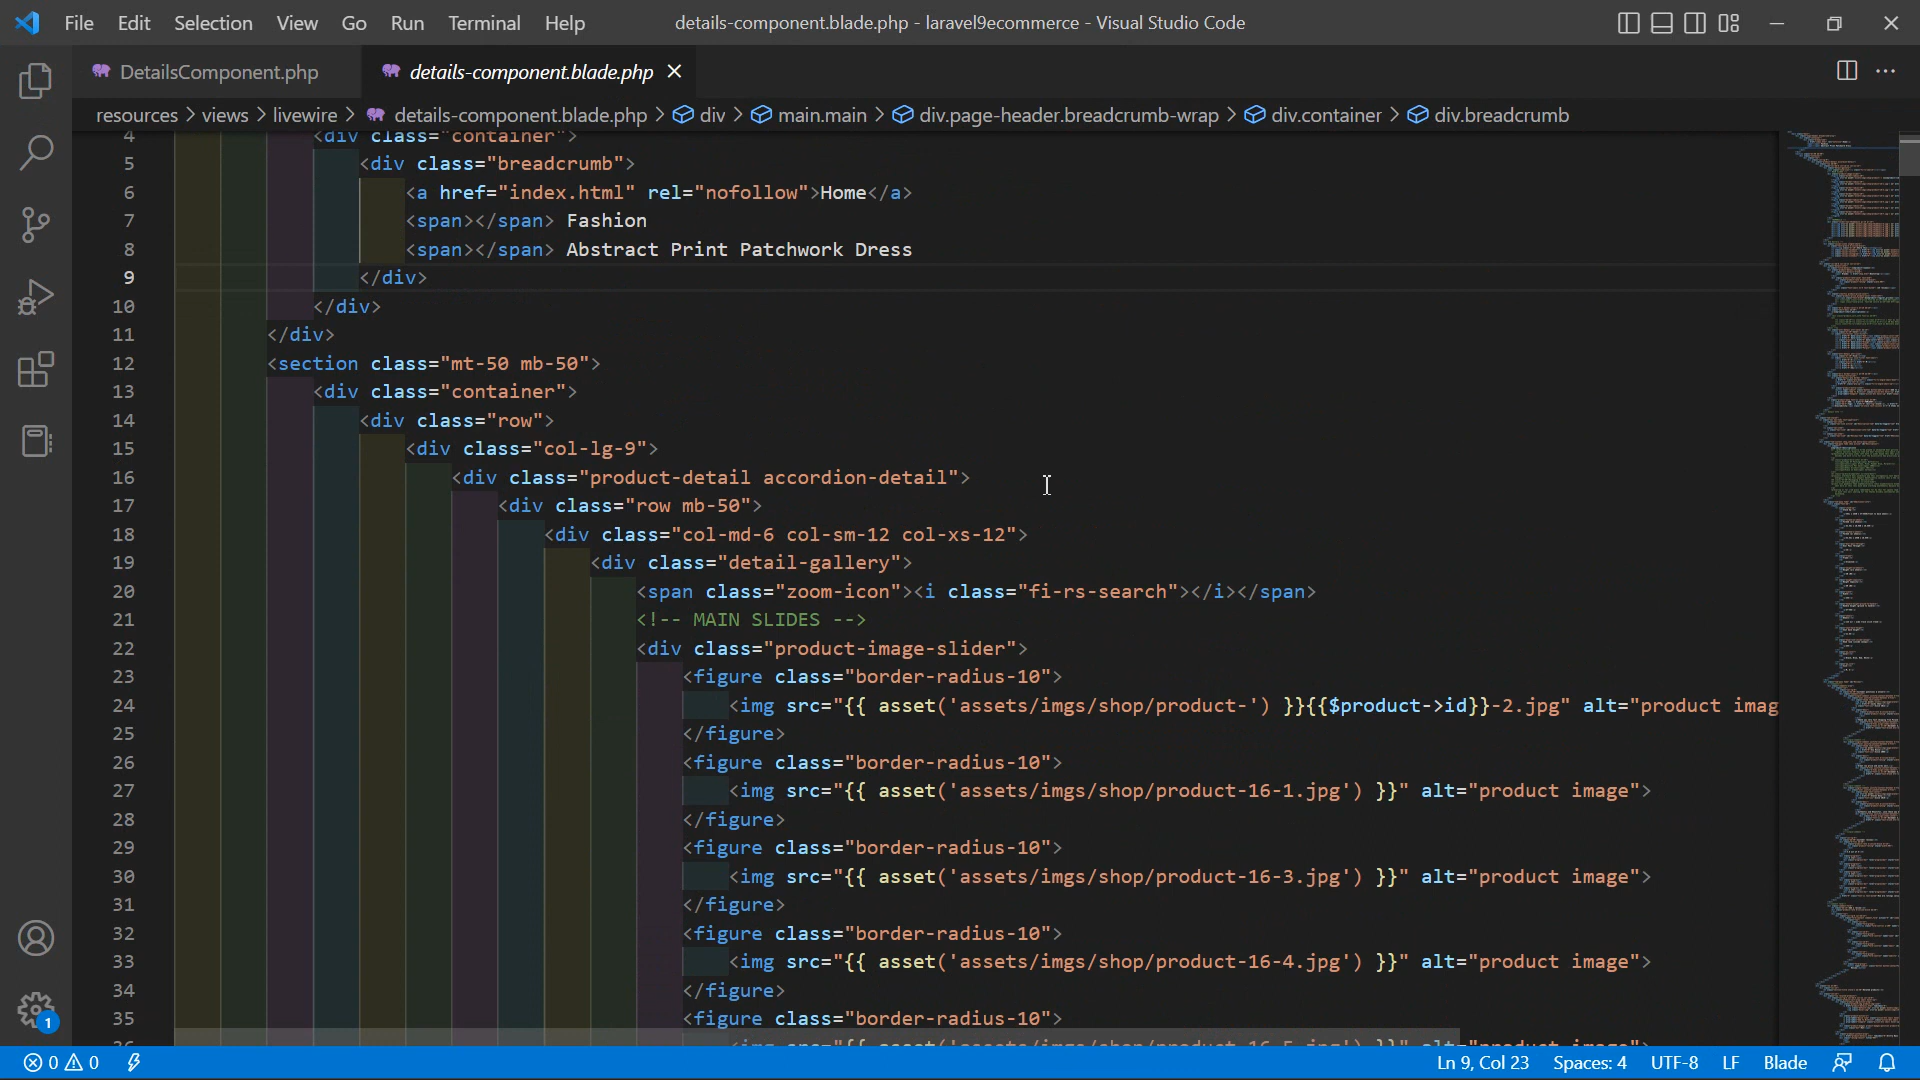 File Edit Selection View Go Run Terminal Help details-component.blade.php - laravel9ecommerce - Visual Studio Code
DetailsComponent.php details-component.blade.php
resources > views > livewire > details-component.blade.php > div > main.main > div.page-header.breadcrumb-wrap > div.container > div.breadcrumb
4 <div class="container">
5 <div class="breadcrumb">
6 <a href="index.html" rel="nofollow">Home</a>
7 <span></span> Fashion
8 <span></span> Abstract Print Patchwork Dress
9 </div>
10 </div>
11 </div>
12 <section class="mt-50 mb-50">
13 <div class="container">
14 <div class="row">
15 <div class="col-lg-9">
16 <div class="product-detail accordion-detail">
17 <div class="row mb-50">
18 <div class="col-md-6 col-sm-12 col-xs-12">
19 <div class="detail-gallery">
20 <span class="zoom-icon"><i class="fi-rs-search"></i></span>
21 <!-- MAIN SLIDES -->
22 <div class="product-image-slider">
23 <figure class="border-radius-10">
24 <img src="{{ asset('assets/imgs/shop/product-') }}{{$product->id}}-2.jpg" alt="product imag
25 </figure>
26 <figure class="border-radius-10">
27 <img src="{{ asset('assets/imgs/shop/product-16-1.jpg') }}" alt="product image">
28 </figure>
29 <figure class="border-radius-10">
30 <img src="{{ asset('assets/imgs/shop/product-16-3.jpg') }}" alt="product image">
31 </figure>
32 <figure class="border-radius-10">
33 <img src="{{ asset('assets/imgs/shop/product-16-4.jpg') }}" alt="product image">
34 </figure>
35 <figure class="border-radius-10">
1
0 0 Ln 9, Col 23 Spaces: 4 UTF-8 LF Blade